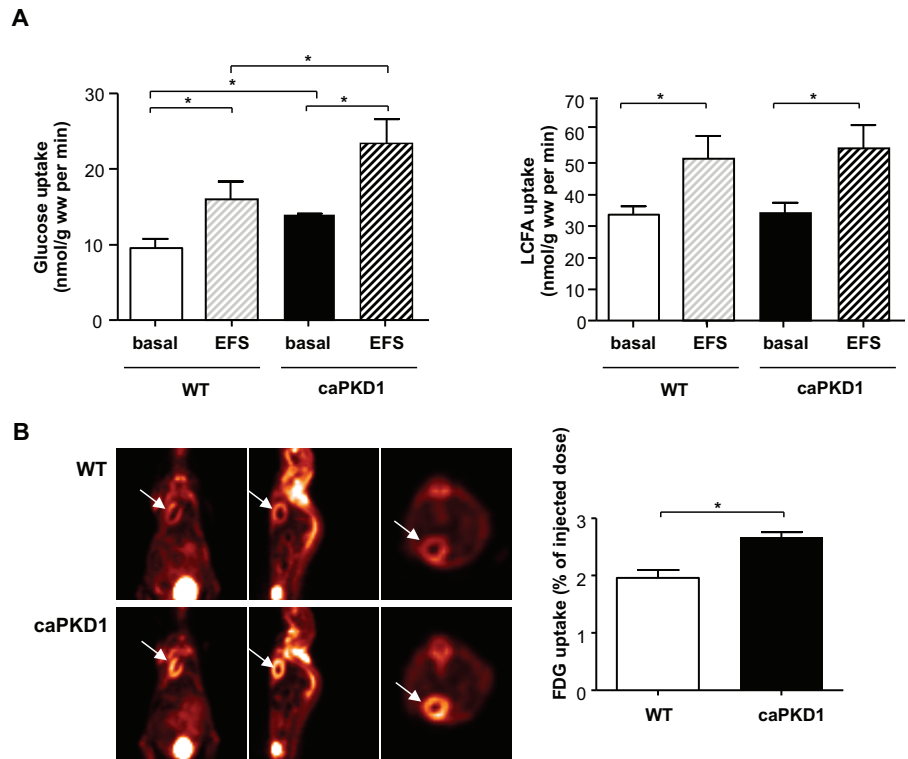 A
Glucose uptake
(nmol/g ww per min)
30
20
10
0
*
*
*
*
basal
EFS
basal
EFS
WT
caPKD1
LCFA uptake
(nmol/g ww per min)
70
60
50
40
30
20
10
0
*
*
basal
EFS
basal
EFS
WT
caPKD1
B
WT
caPKD1
FDG uptake (% of injected dose)
3
2
1
0
*
WT
caPKD1